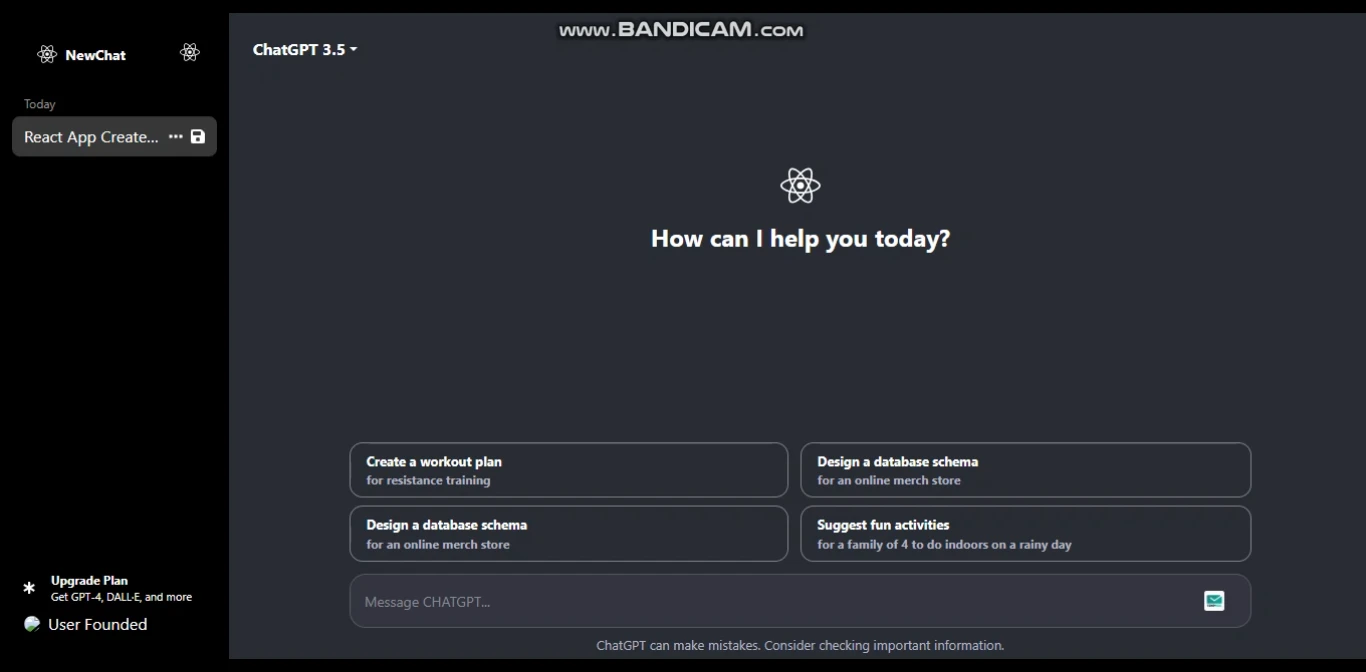 www.BANDICAM.com
NewChat
ChatGPT 3.5
Today
React App Create...
How can I help you today?
Create a workout plan
for resistance training
Design a database schema
for an online merch store
Design a database schema
for an online merch store
Suggest fun activities
for a family of 4 to do indoors on a rainy day
Upgrade Plan
Get GPT-4, DALL-E, and more
User Founded
Message CHATGPT...
ChatGPT can make mistakes. Consider checking important information.